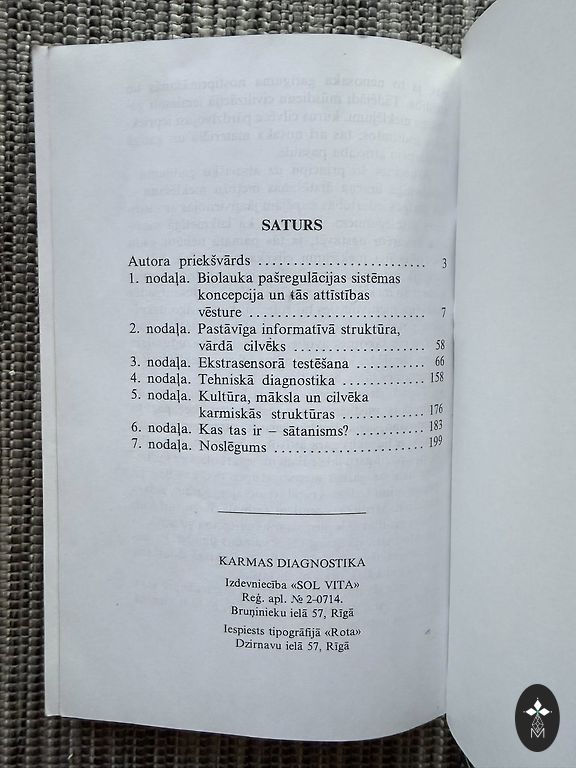 SATURS
Autora priekšvārds ........................ 3
1. nodaļa. Biolauka pašregulācijas sistēmas
koncepcija un tās attīstības
vēsture ........................ 7
2. nodaļa. Pastāvīga informatīvā struktūra,
vārdā cilvēks ................... 58
3. nodaļa. Ekstrasensorā testēšana ........... 66
4. nodaļa. Tehniskā diagnostika ............. 158
5. nodaļa. Kultūra, māksla un cilvēka
karmiskās struktūras ............ 176
6. nodaļa. Kas tas ir – sātanisms? .......... 183
7. nodaļa. Noslēgums ...................... 199
KARMAS DIAGNOSTIKA
Izdevniecība «SOL VITA»
Reģ. apl. № 2–0714.
Bruņinieku ielā 57, Rīgā
Iespiests tipogrāfijā «Rota»
Dzirnavu ielā 57, Rīgā
M